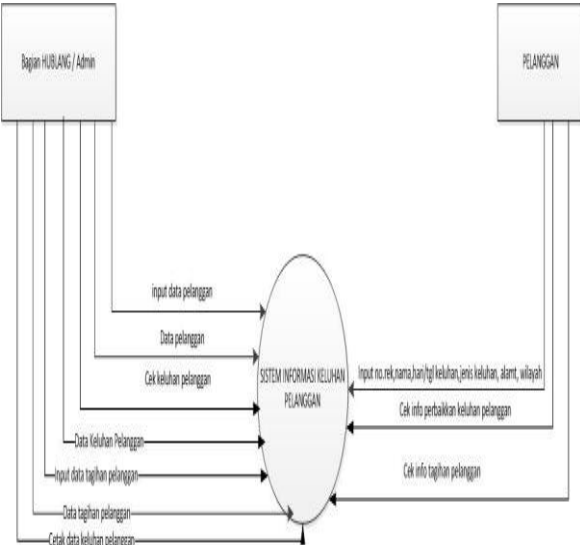 Bagian HUBLANG / Admin
PELANGGAN
input data pelanggan
Data pelanggan
Cek keluhan pelanggan
SISTEM INFORMASI KELUHAN
PELANGGAN
Input no.rek,nama,hari/tgl keluhan,jenis keluhan, alamt, wilayah
Cek info perbaikkan keluhan pelanggan
Data Keluhan Pelanggan
Input data tagihan pelanggan
Cek info tagihan pelanggan
Data tagihan pelanggan
Cetak data keluhan pelanggan